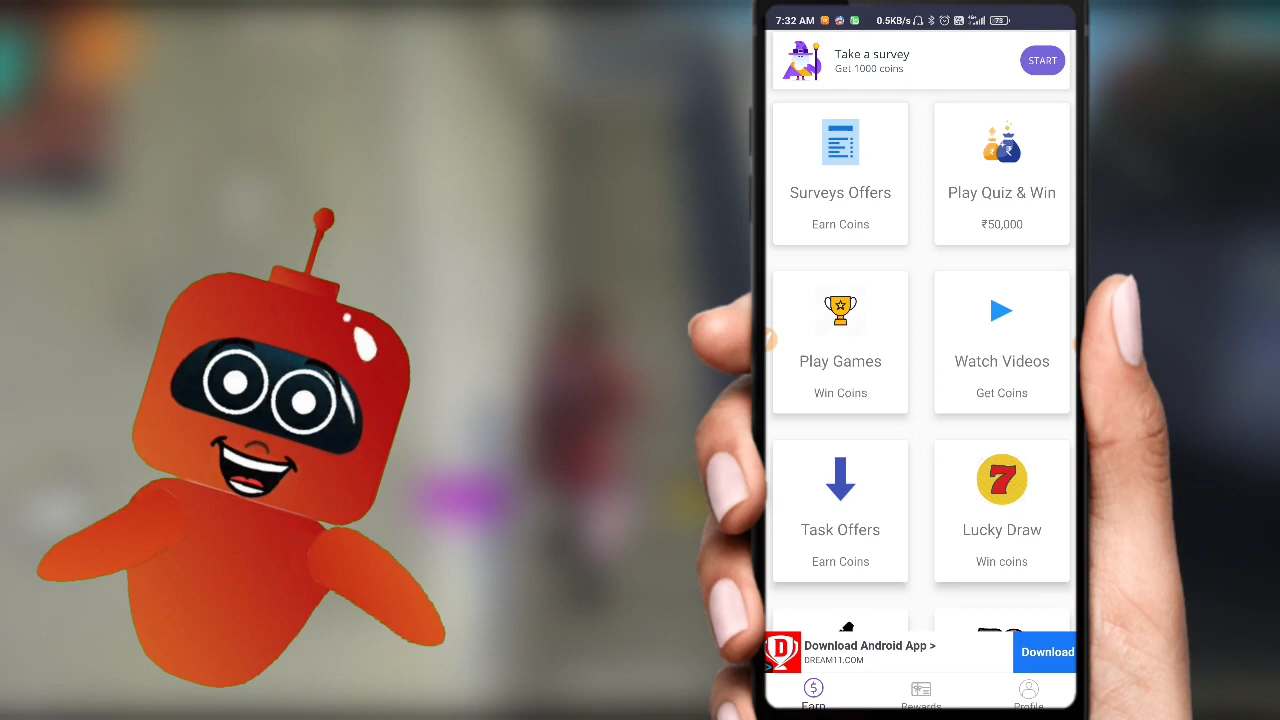 7:32 AM
0.5KB/s
73
Take a survey
Get 1000 coins
START
Surveys Offers
Earn Coins
Play Quiz & Win
₹50,000
Play Games
Win Coins
Watch Videos
Get Coins
Task Offers
Earn Coins
7
Lucky Draw
Win coins
D
Download Android App >
DREAM11.COM
Download
Earn
Rewards
Profile